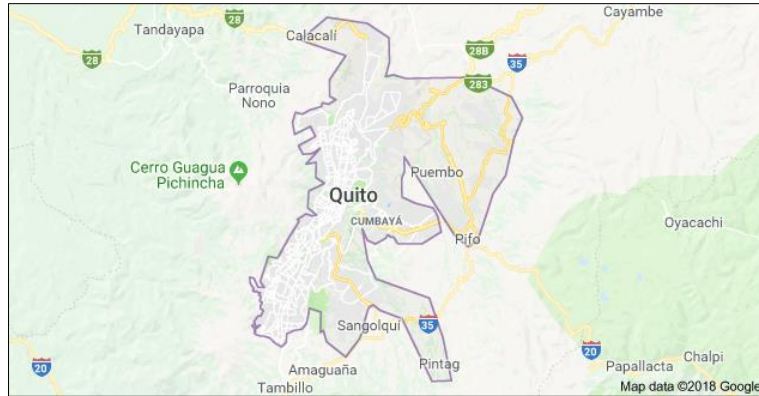 Cayambe
Tandayapa
28
Calacalí
28
28B
35
283
Parroquia
Nono
Cerro Guagua
Pichincha
Puembo
Quito
CUMBAYÁ
Oyacachi
Pifo
Sangolquí
35
Pintag
20
Amaguaña
Tambillo
20
Papallacta
Chalpi
Map data ©2018 Google